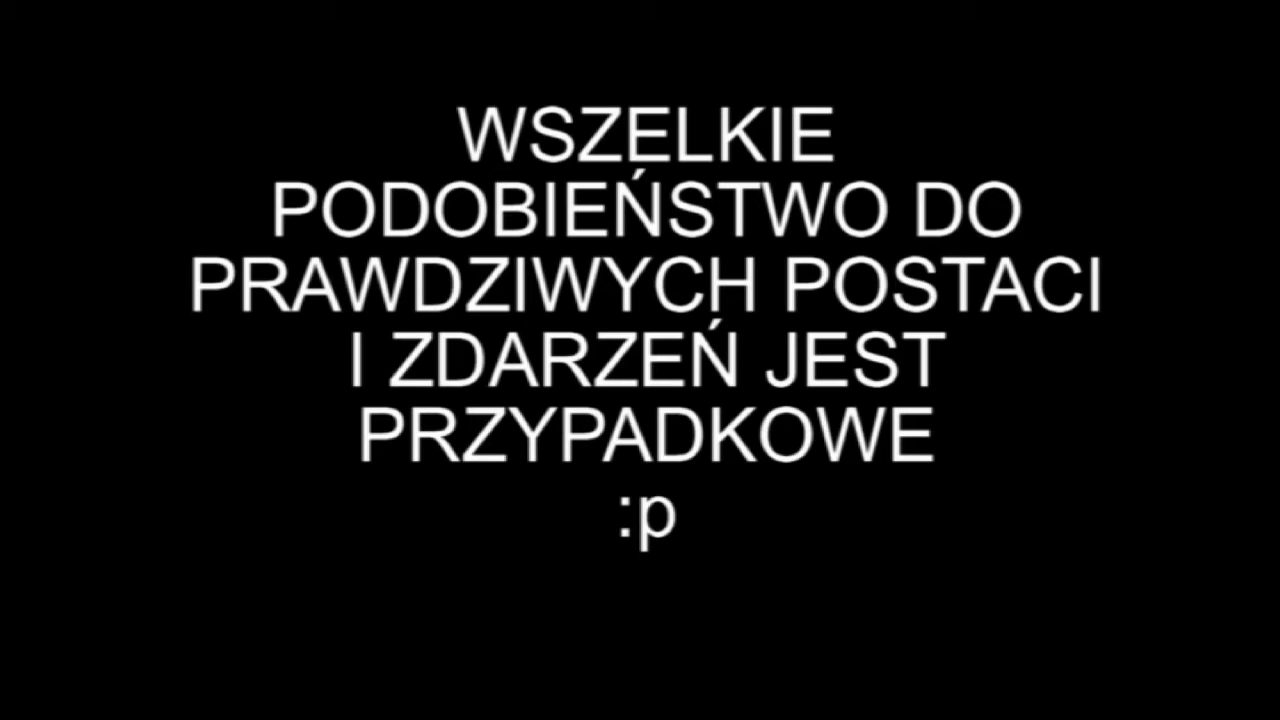 WSZELKIE
PODOBIEŃSTWO DO
PRAWDZIWYCH POSTACI
I ZDARZEŃ JEST
PRZYPADKOWE
:p